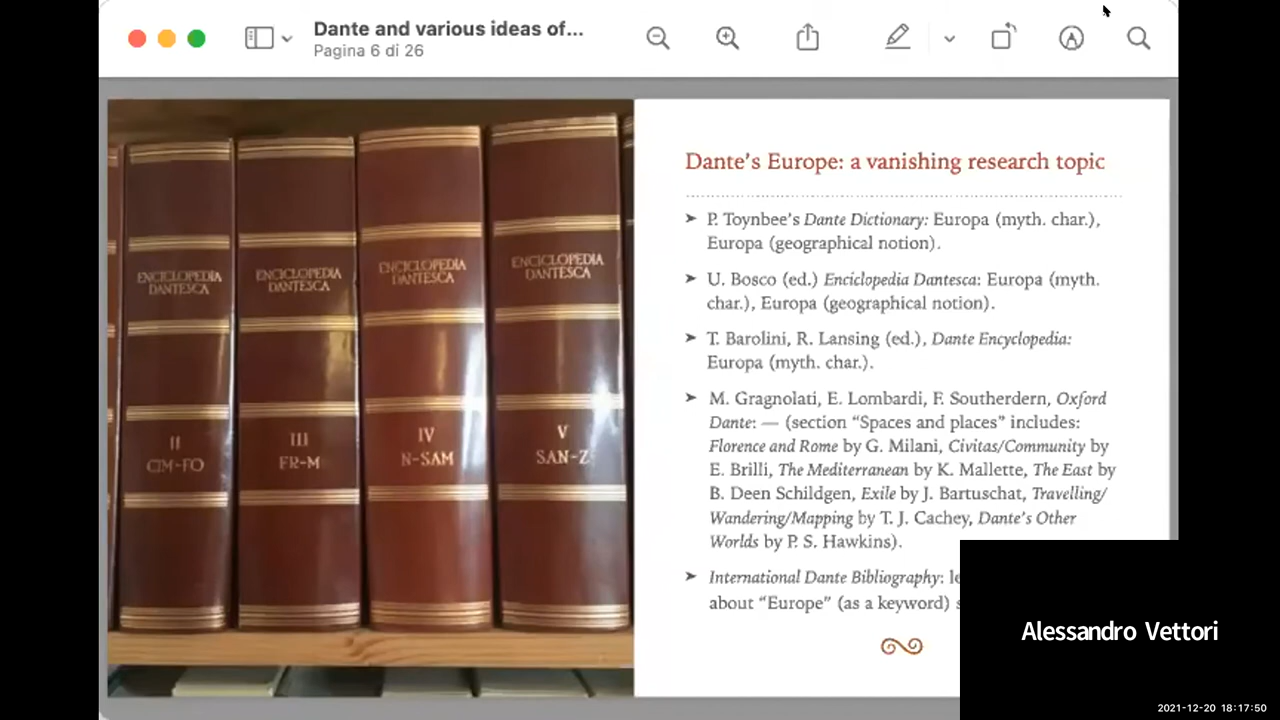 Dante and various ideas of...
Pagina 6 di 26
ENCICLOPEDIA
DANTESCA
II
CIM-FO
ENCICLOPEDIA
DANTESCA
III
FR-M
ENCICLOPEDIA
DANTESCA
IV
N-SAM
ENCICLOPEDIA
DANTESCA
V
SAN-Z
Dante's Europe: a vanishing research topic
➤ P. Toynbee's Dante Dictionary: Europa (myth. char.),
Europa (geographical notion).
➤ U. Bosco (ed.) Enciclopedia Dantesca: Europa (myth.
char.), Europa (geographical notion).
➤ T. Barolini, R. Lansing (ed.), Dante Encyclopedia:
Europa (myth. char.).
➤ M. Gragnolati, E. Lombardi, F. Southerdern, Oxford
Dante: — (section “Spaces and places” includes:
Florence and Rome by G. Milani, Civitas/Community by
E. Brilli, The Mediterranean by K. Mallette, The East by
B. Deen Schildgen, Exile by J. Bartuschat, Travelling/
Wandering/Mapping by T. J. Cachey, Dante's Other
Worlds by P. S. Hawkins).
➤ International Dante Bibliography:
about “Europe” (as a keyword)
Alessandro Vettori
2021-12-20 18:17:50